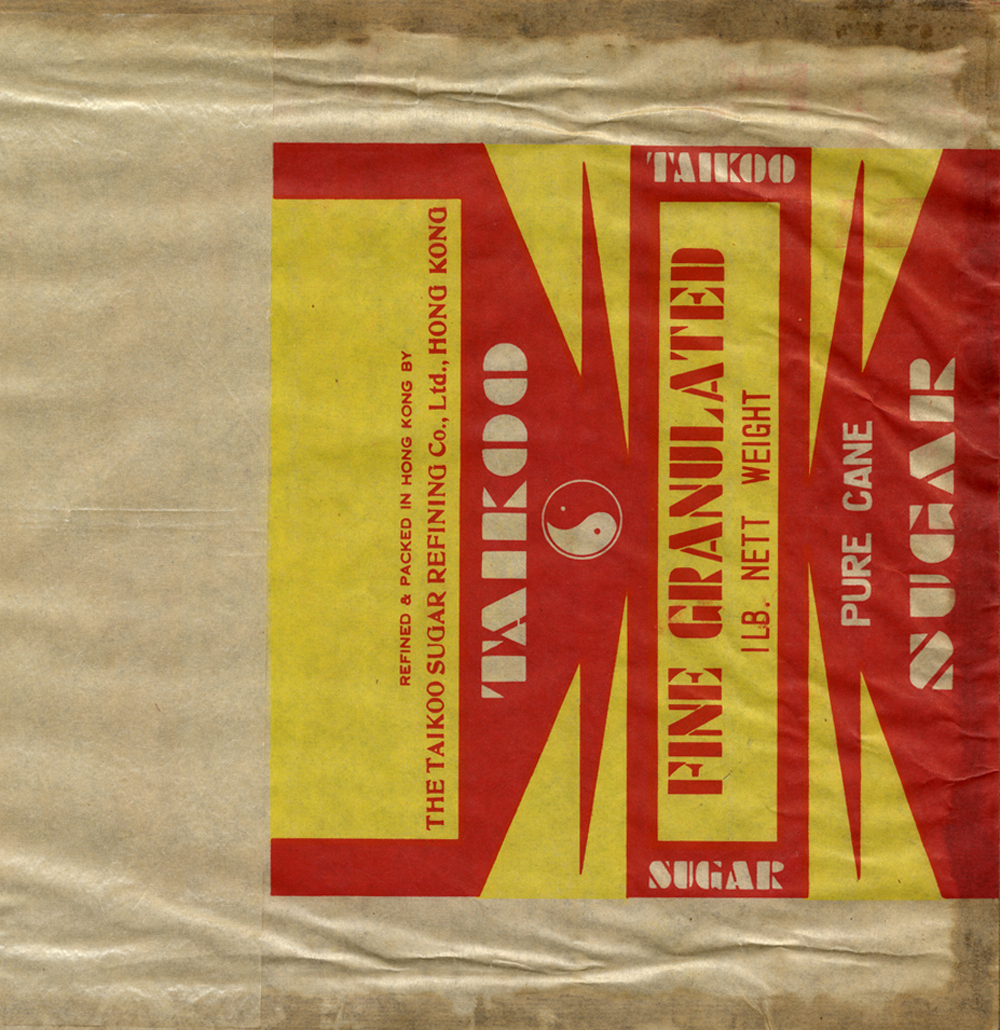 REFINED & PACKED IN HONG KONG BY
THE TAIKOO SUGAR REFINING Co., Ltd., HONG KONG
TAIKOO
TAIKOO
FINE GRANULATED
1LB. NETT WEIGHT
SUGAR
PURE CANE
SUGAR